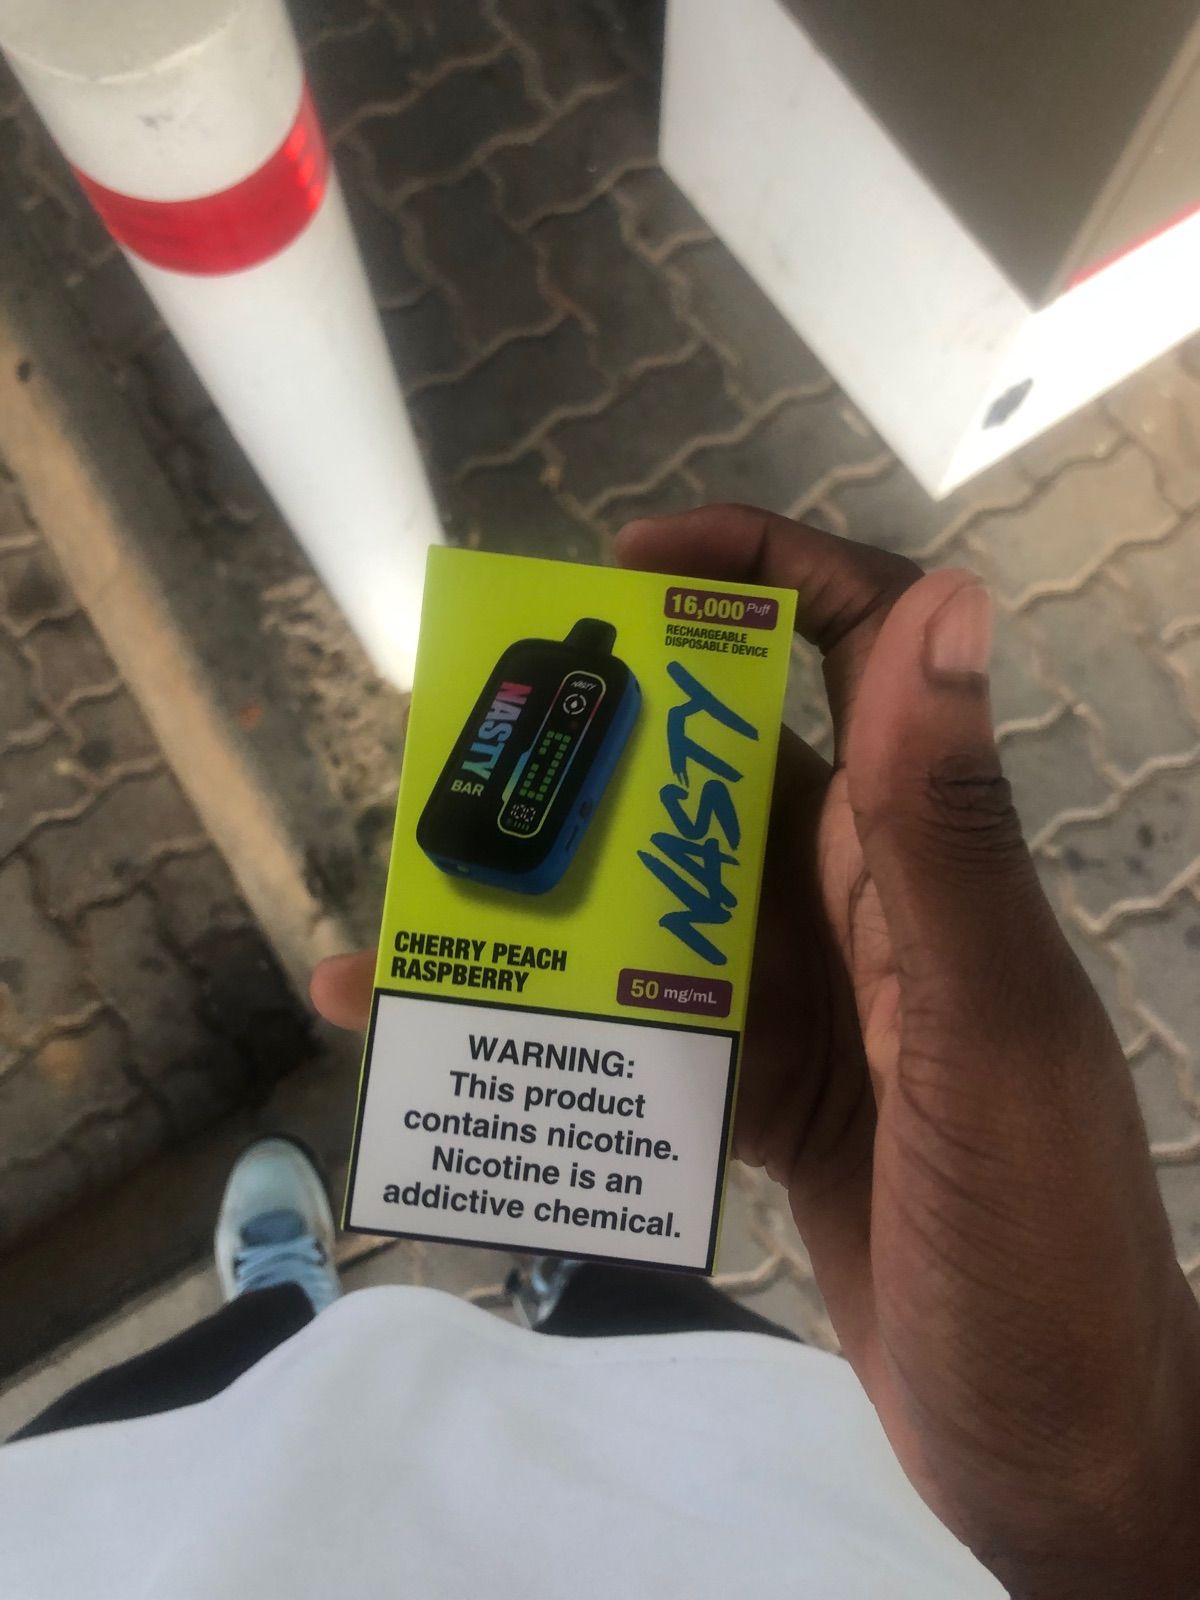 16,000 Puff
RECHARGEABLE
DISPOSABLE DEVICE
NASTY
NASTY
NASTY
BAR
CHERRY PEACH
RASPBERRY
50 mg/mL
WARNING:
This product
contains nicotine.
Nicotine is an
addictive chemical.